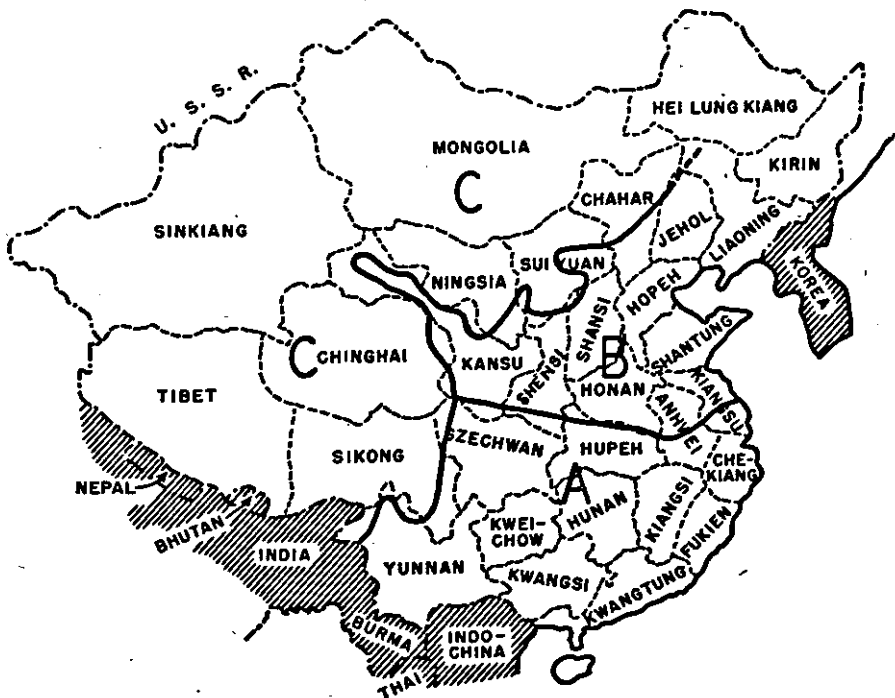 U. S. S. R.
HEI LUNG KIANG
MONGOLIA
KIRIN
C
CHAHAR
SINKIANG
JEHOL
LIAONING
SUI YUAN
NINGSIA
KOREA
HOPEH
SHANSI
SHANTUNG
C
CHINGHAI
KANSU
SHENSI
B
HONAN
KIANGSU
TIBET
ANHWEI
SZECHWAN
HUPEH
CHE-
KIANG
SIKONG
NEPAL
A
HUNAN
KIANGSI
KWEI-
CHOW
FUKIEN
BHUTAN
INDIA
YUNNAN
KWANGSI
KWANGTUNG
BURMA
INDO-
CHINA
THAI